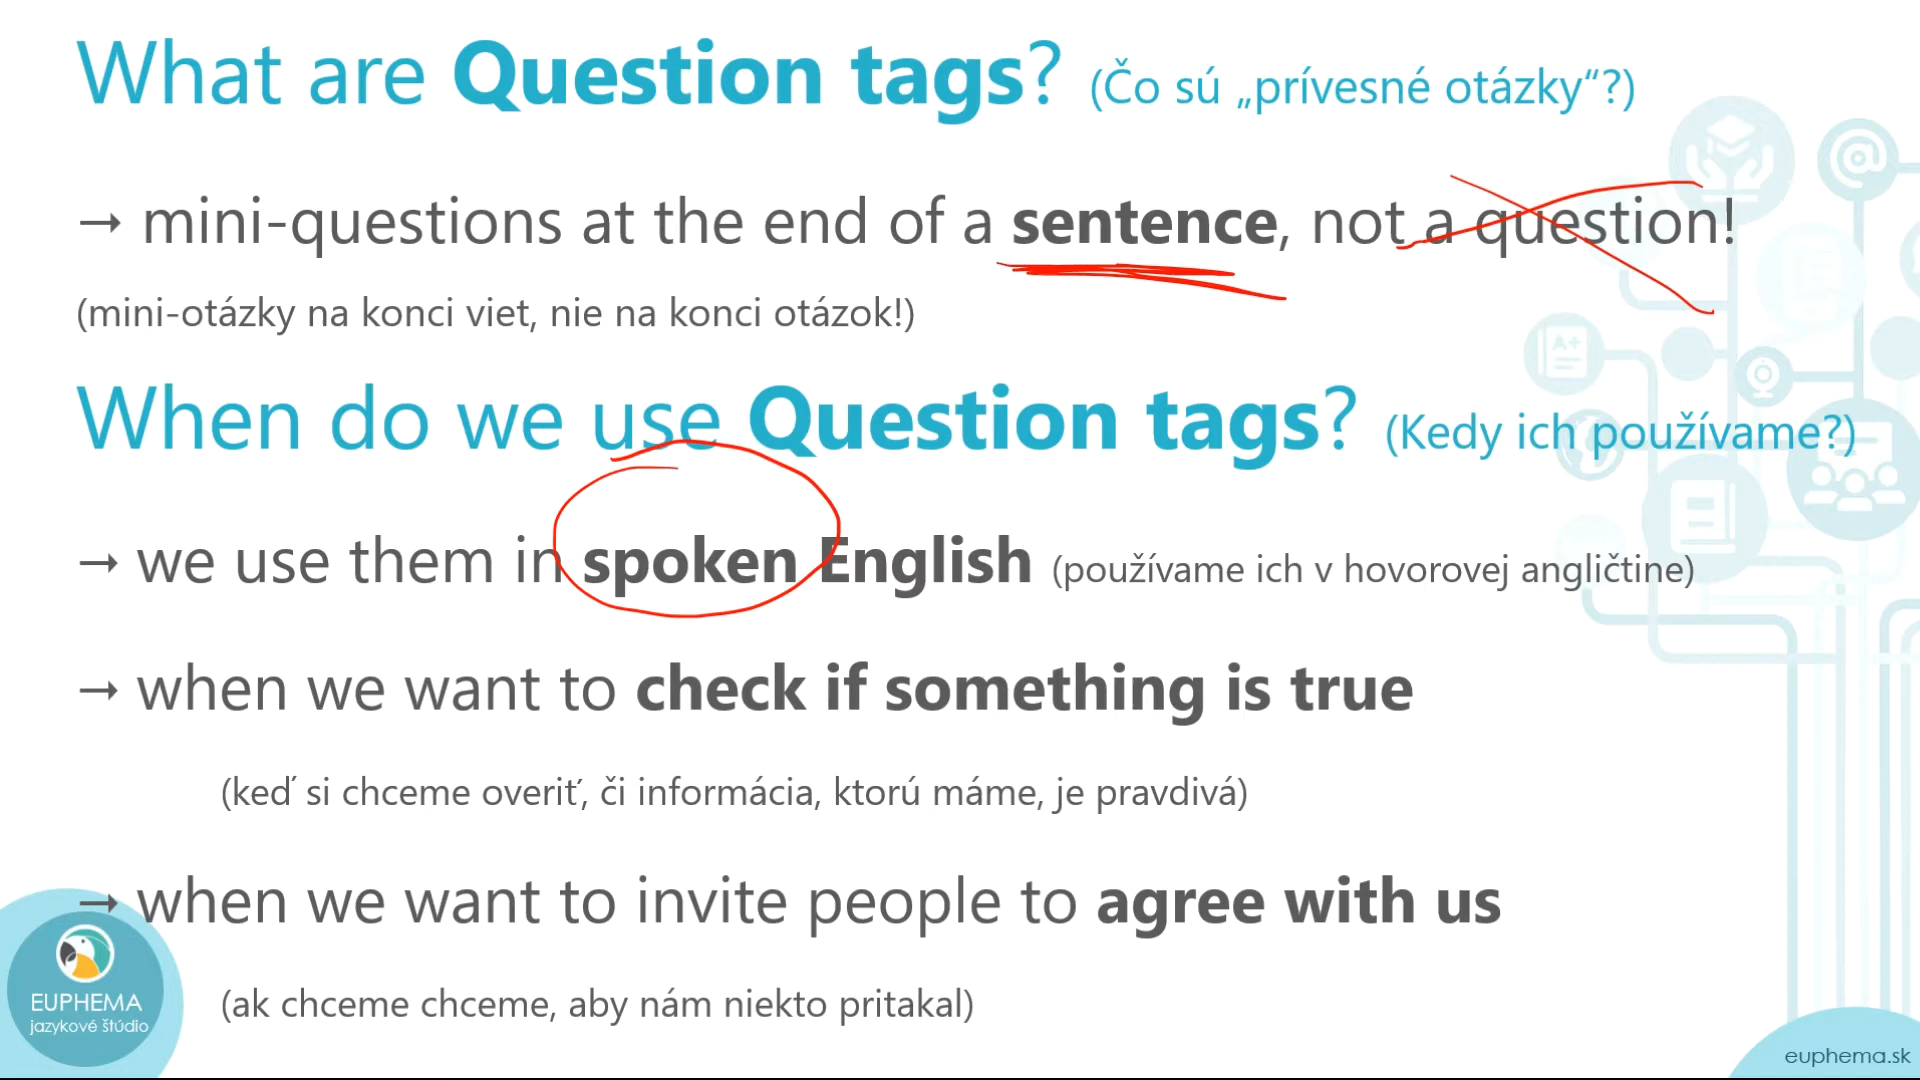 What are Question tags? (Čo sú „prívesné otázky“?)
→ mini-questions at the end of a sentence, not a question!
(mini-otázky na konci viet, nie na konci otázok!)
When do we use Question tags? (Kedy ich používame?)
→ we use them in spoken English (používame ich v hovorovej angličtine)
→ when we want to check if something is true
(keď si chceme overiť, či informácia, ktorú máme, je pravdivá)
→ when we want to invite people to agree with us
(ak chceme chceme, aby nám niekto pritakal)
EUPHEMA
jazykové štúdio
euphema.sk
A+
@